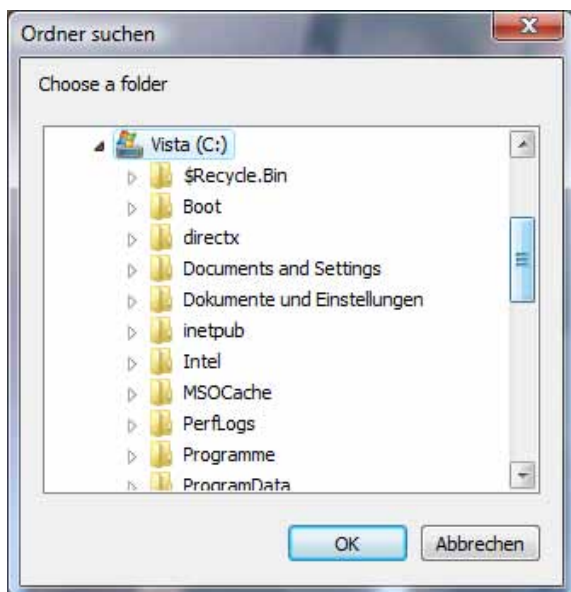 Ordner suchen
Choose a folder
Vista (C:)
$Recycle.Bin
Boot
directx
Documents and Settings
Dokumente und Einstellungen
inetpub
Intel
MSOCache
PerfLogs
Programme
ProgramData
OK Abbrechen